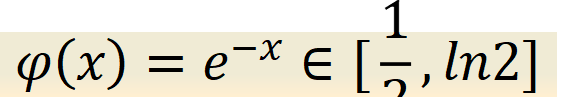 φ(x) = e^{-x} ∈ [1/2, ln2]